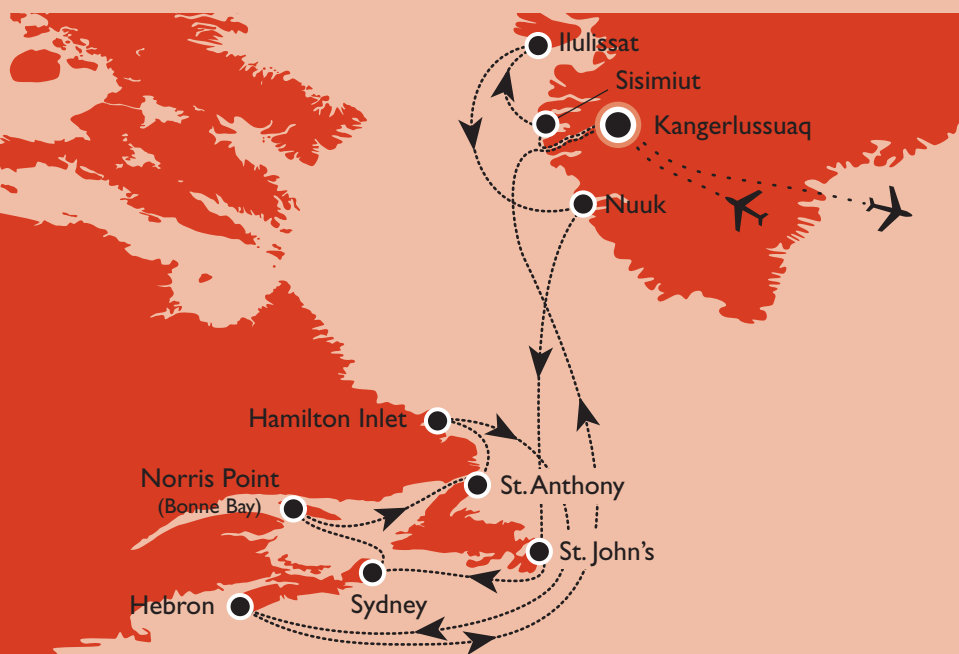 Ilulissat
Sisimiut
Kangerlussuaq
Nuuk
Hamilton Inlet
Norris Point
(Bonne Bay)
St. Anthony
St. John's
Sydney
Hebron